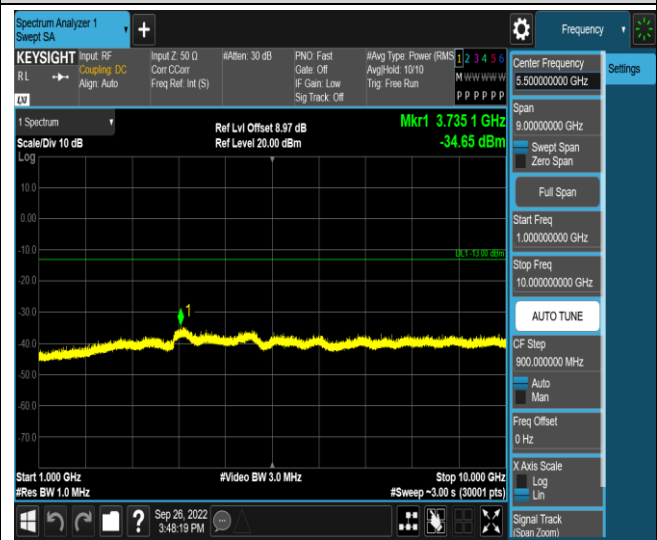 Spectrum Analyzer 1
Swept SA
+
Frequency
KEYSIGHT
RL
LXI
Input: RF
Coupling: DC
Align: Auto
Input Z: 50 Ω
Corr CCorr
Freq Ref: Int (S)
#Atten: 30 dB
PNO: Fast
Gate: Off
IF Gain: Low
Sig Track: Off
#Avg Type: Power (RMS
Avg|Hold: 10/10
Trig: Free Run
1 2 3 4 5 6
M W W W W W
P P P P P P
1 Spectrum
Scale/Div 10 dB
Log
Ref Lvl Offset 8.97 dB
Ref Level 20.00 dBm
Mkr1 3.735 1 GHz
-34.65 dBm
10.0
0.00
-10.0
DL1 -13.00 dBm
-20.0
-30.0
1
-40.0
-50.0
-60.0
-70.0
Start 1.000 GHz
#Res BW 1.0 MHz
#Video BW 3.0 MHz
Stop 10.000 GHz
#Sweep ~3.00 s (30001 pts)
Center Frequency
5.500000000 GHz
Span
9.00000000 GHz
Swept Span
Zero Span
Full Span
Start Freq
1.000000000 GHz
Stop Freq
10.000000000 GHz
AUTO TUNE
CF Step
900.000000 MHz
Auto
Man
Freq Offset
0 Hz
X Axis Scale
Log
Lin
Signal Track
(Span Zoom)
Settings
?
Sep 26, 2022
3:48:19 PM